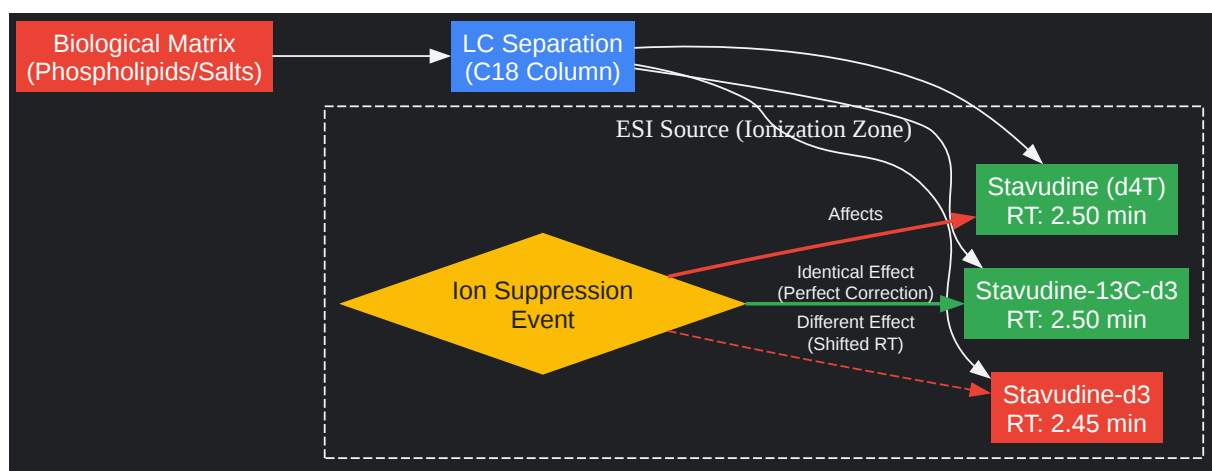 Biological Matrix
(Phospholipids/Salts)
LC Separation
(C18 Column)
ESI Source (Ionization Zone)
Stavudine (d4T)
RT: 2.50 min
Affects
Ion Suppression
Event
Identical Effect
(Perfect Correction)
Stavudine-13C-d3
RT: 2.50 min
Different Effect
(Shifted RT)
Stavudine-d3
RT: 2.45 min